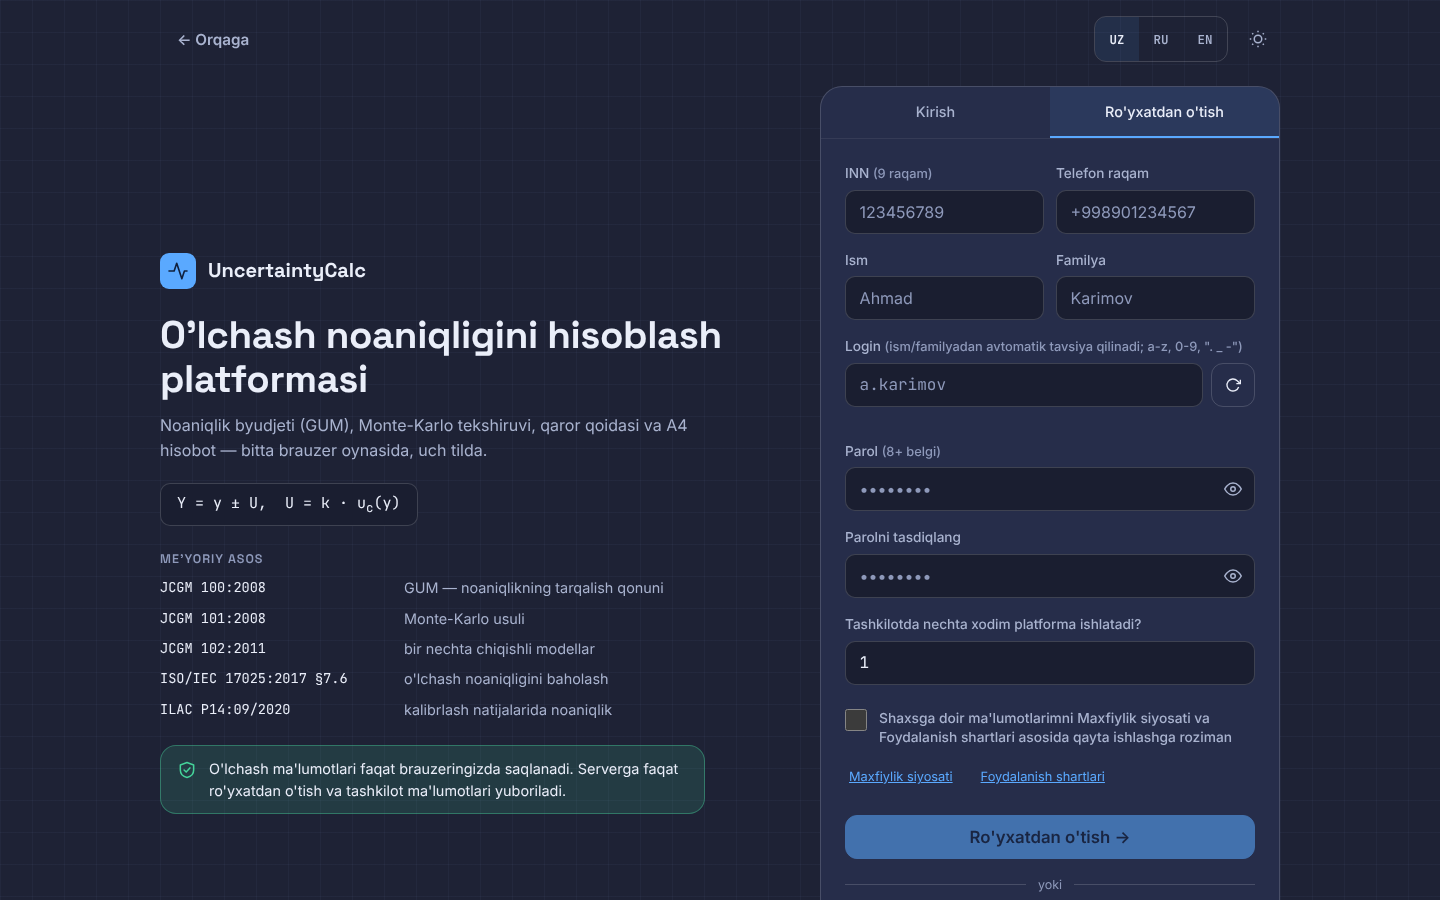 ← Orqaga
UZ RU EN
UncertaintyCalc
O’lchash noaniqligini hisoblash
platformasi
Noaniqlik byudjeti (GUM), Monte-Karlo tekshiruvi, qaror qoidasi va A4
hisobot — bitta brauzer oynasida, uch tilda.
Y = y ± U, U = k · u_c(y)
ME’YORIY ASOS
JCGM 100:2008 GUM — noaniqlikning tarqalish qonuni
JCGM 101:2008 Monte-Karlo usuli
JCGM 102:2011 bir nechta chiqishli modellar
ISO/IEC 17025:2017 §7.6 o'lchash noaniqligini baholash
ILAC P14:09/2020 kalibrlash natijalarida noaniqlik
O'lchash ma'lumotlari faqat brauzeringizda saqlanadi. Serverga faqat
ro'yxatdan o'tish va tashkilot ma'lumotlari yuboriladi.
Kirish Ro'yxatdan o'tish
INN (9 raqam) Telefon raqam
123456789 +998901234567
Ism Familya
Ahmad Karimov
Login (ism/familyadan avtomatik tavsiya qilinadi; a-z, 0-9, ". _ -")
a.karimov
Parol (8+ belgi)
••••••••
Parolni tasdiqlang
••••••••
Tashkilotda nechta xodim platforma ishlatadi?
1
Shaxsga doir ma'lumotlarimni Maxfiylik siyosati va
Foydalanish shartlari asosida qayta ishlashga roziman
Maxfiylik siyosati Foydalanish shartlari
Ro'yxatdan o'tish →
yoki